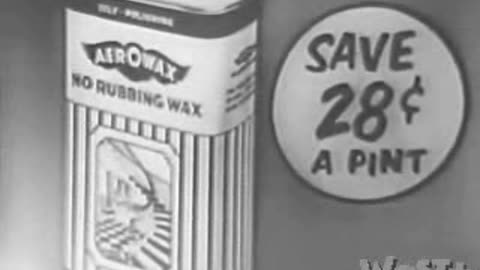 SELF-POLISHING
AEROWAX
NO RUBBING WAX
SAVE
28¢
A PINT